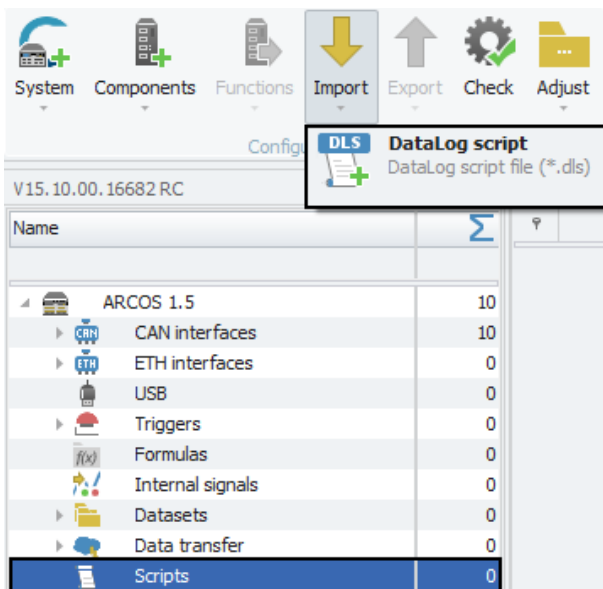 System Components Functions Import Export Check Adjust
Configu
DLS DataLog script
DataLog script file (*.dls)
V15.10.00.16682 RC
Name Σ
ARCOS 1.5 10
CAN CAN interfaces 10
ETH ETH interfaces 0
USB 0
Triggers 0
f(x) Formulas 0
Internal signals 0
Datasets 0
Data transfer 0
Scripts 0